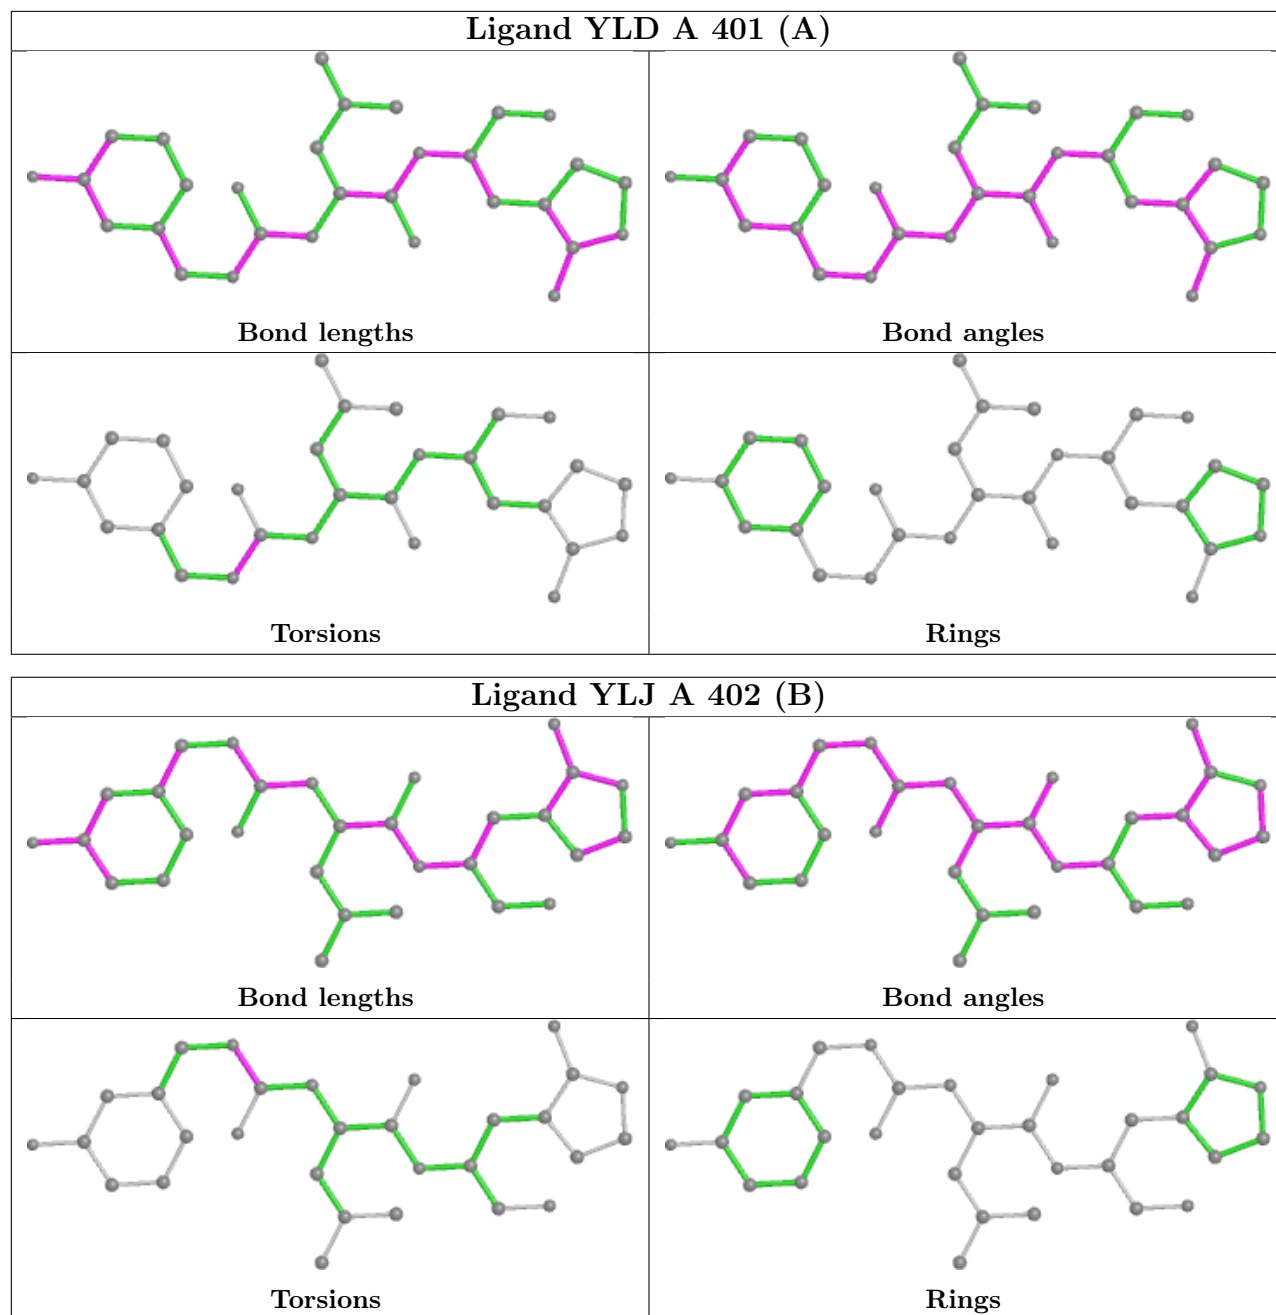 Ligand YLD A 401 (A)
Bond lengths
Bond angles
Torsions
Rings
Ligand YLJ A 402 (B)
Bond lengths
Bond angles
Torsions
Rings